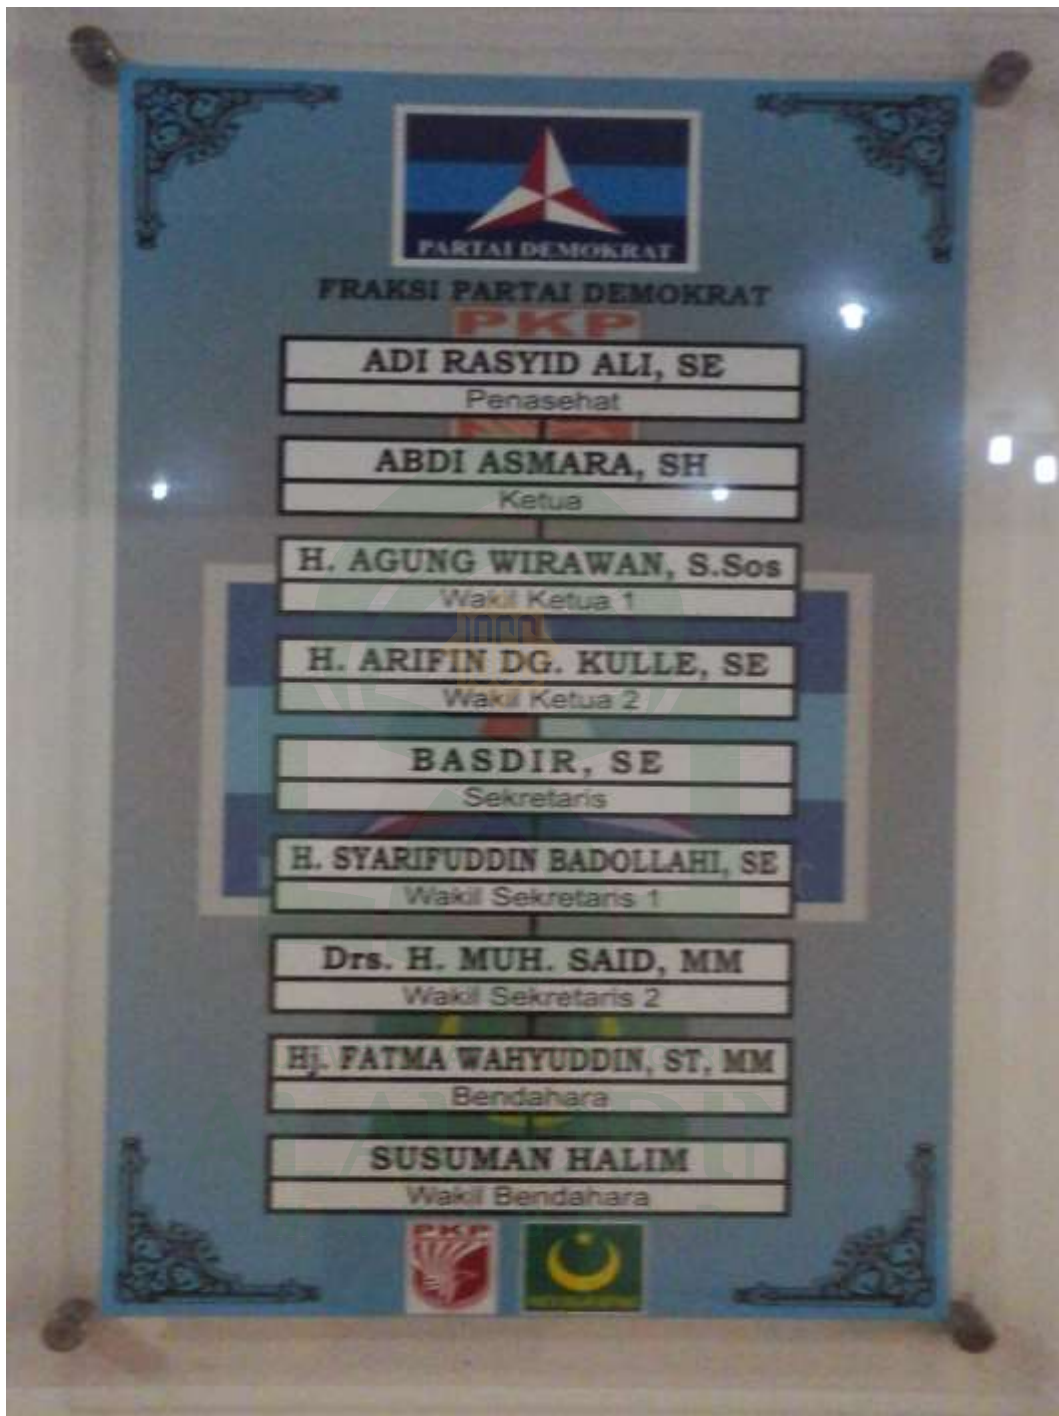 PARTAI DEMOKRAT
FRAKSI PARTAI DEMOKRAT
PKP
ADI RASYID ALI, SE
Penasehat
ABDI ASMARA, SH
Ketua
H. AGUNG WIRAWAN, S.Sos
Wakil Ketua 1
H. ARIFIN DG. KULLE, SE
Wakil Ketua 2
BASDIR, SE
Sekretaris
H. SYARIFUDDIN BADOLLAHI, SE
Wakil Sekretaris 1
Drs. H. MUH. SAID, MM
Wakil Sekretaris 2
Hj. FATMA WAHYUDDIN, ST, MM
Bendahara
SUSUMAN HALIM
Wakil Bendahara
PKP